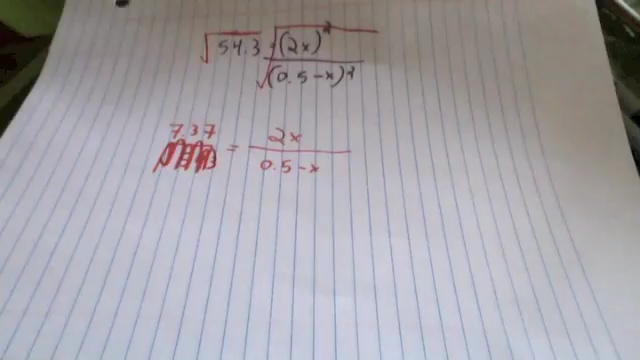 √54.3 = √(2x)²
√(0.5-x)²
7.37 = 2x
0.5-x